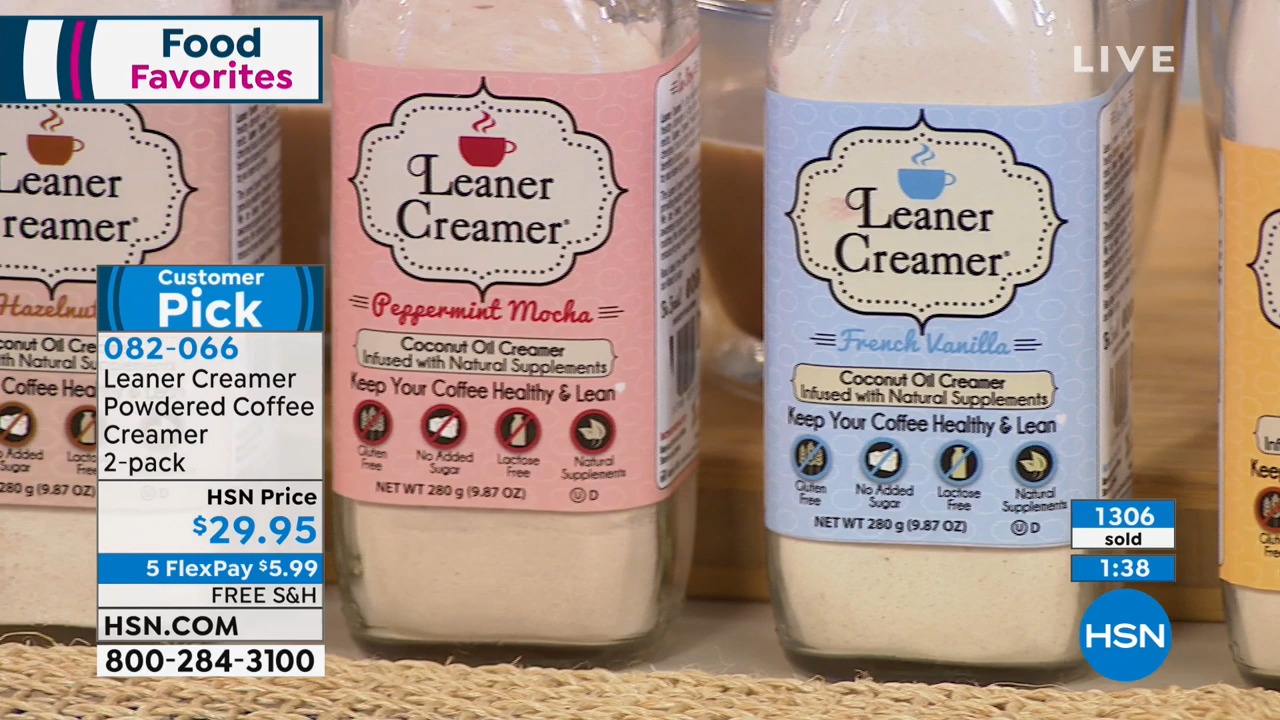 Food
Favorites
LIVE
Customer
Pick
082-066
Leaner Creamer
Powdered Coffee
Creamer
2-pack
HSN Price
$29.95
5 FlexPay $5.99
FREE S&H
HSN.COM
800-284-3100
Leaner
Creamer
Hazelnut
Coffee
280 g (9.87 OZ)
Leaner
Creamer®
Peppermint Mocha
Coconut Oil Creamer
Infused with Natural Supplements
Keep Your Coffee Healthy & Lean
Gluten Free
No Added Sugar
Lactose Free
Natural Supplements
NET WT 280 g (9.87 OZ)
Ⓤ D
Leaner
Creamer®
French Vanilla
Coconut Oil Creamer
Infused with Natural Supplements
Keep Your Coffee Healthy & Lean
Gluten Free
No Added Sugar
Lactose Free
Natural Supplements
NET WT 280 g (9.87 OZ)
Ⓤ D
1306
sold
1:38
HSN